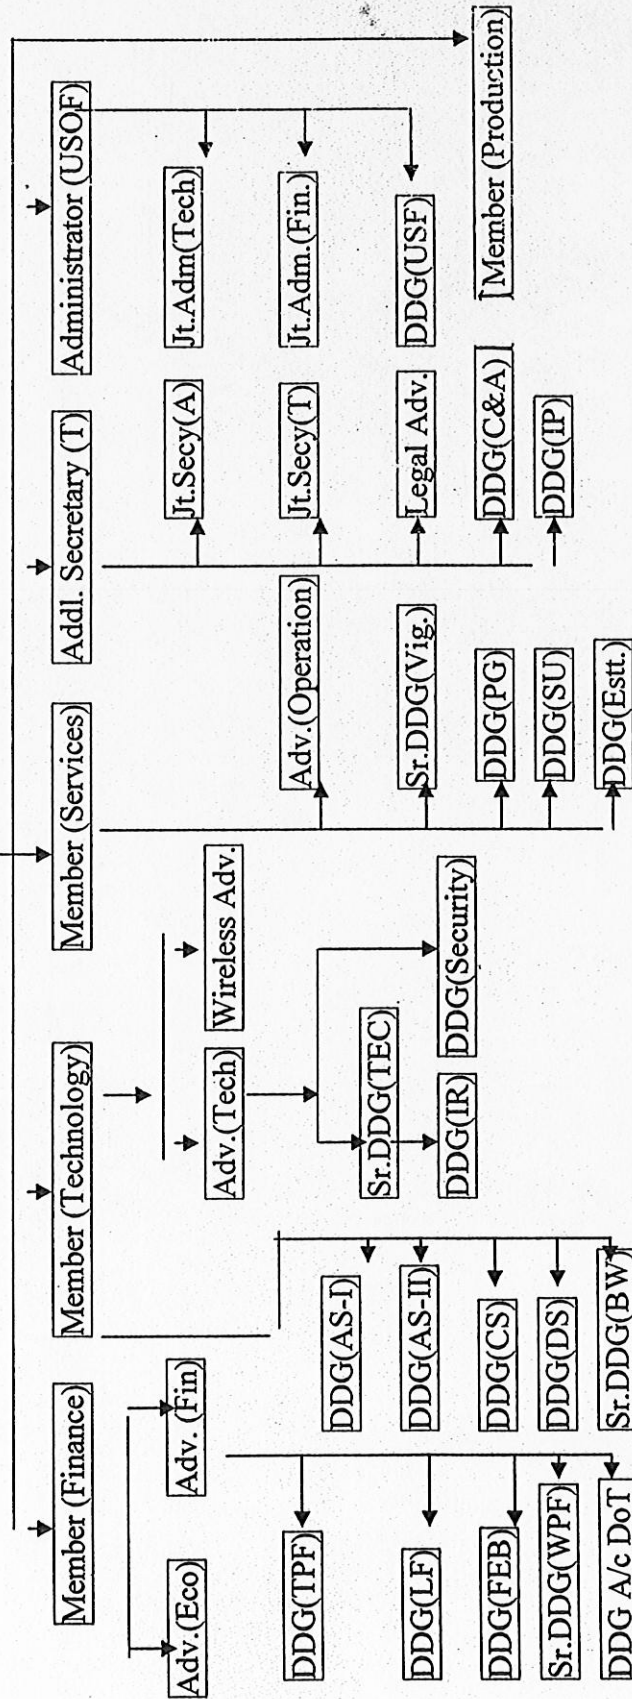 Member (Finance)
Member (Technology)
Member (Services)
Addl. Secretary (T)
Administrator (USOF)
Adv.(Eco)
Adv. (Fin)
Adv.(Tech)
Wireless Adv.
Jt.Secy(A)
Jt.Adm(Tech)
DDG(TPF)
DDG(AS-I)
Adv.(Operation)
Jt.Secy(T)
Jt.Adm.(Fin.)
DDG(LF)
DDG(AS-II)
Sr.DDG(TEC)
Sr.DDG(Vig.)
Legal Adv.
DDG(USF)
DDG(FEB)
DDG(CS)
DDG(IR)
DDG(Security)
DDG(PG)
DDG(C&A)
Member (Production)
Sr.DDG(WPF)
DDG(DS)
DDG(SU)
DDG(IP)
DDG A/c DoT
Sr.DDG(BW)
DDG(Estt.)